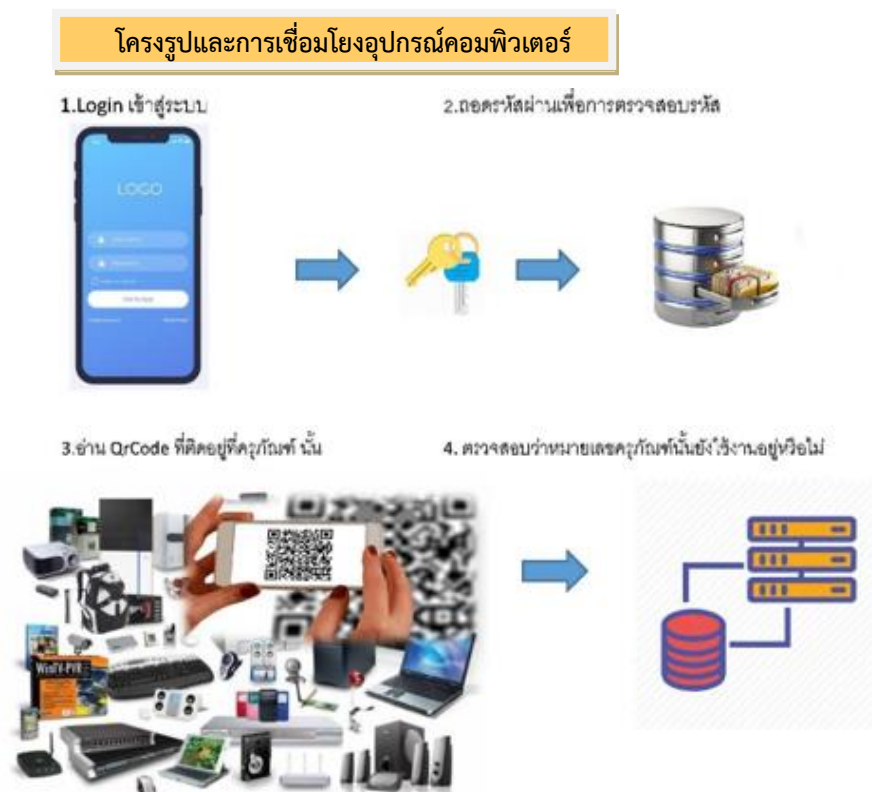 โครงรูปและการเชื่อมโยงอุปกรณ์คอมพิวเตอร์
1.Login เข้าสู่ระบบ
2.ถอดรหัสผ่านเพื่อการตรวจสอบรหัส
LOGO
3.อ่าน QrCode ที่ติดอยู่ที่ครุภัณฑ์ นั้น
4. ตรวจสอบว่าหมายเลขครุภัณฑ์นั้นยังใช้งานอยู่หรือไม่
WinTV-PVR